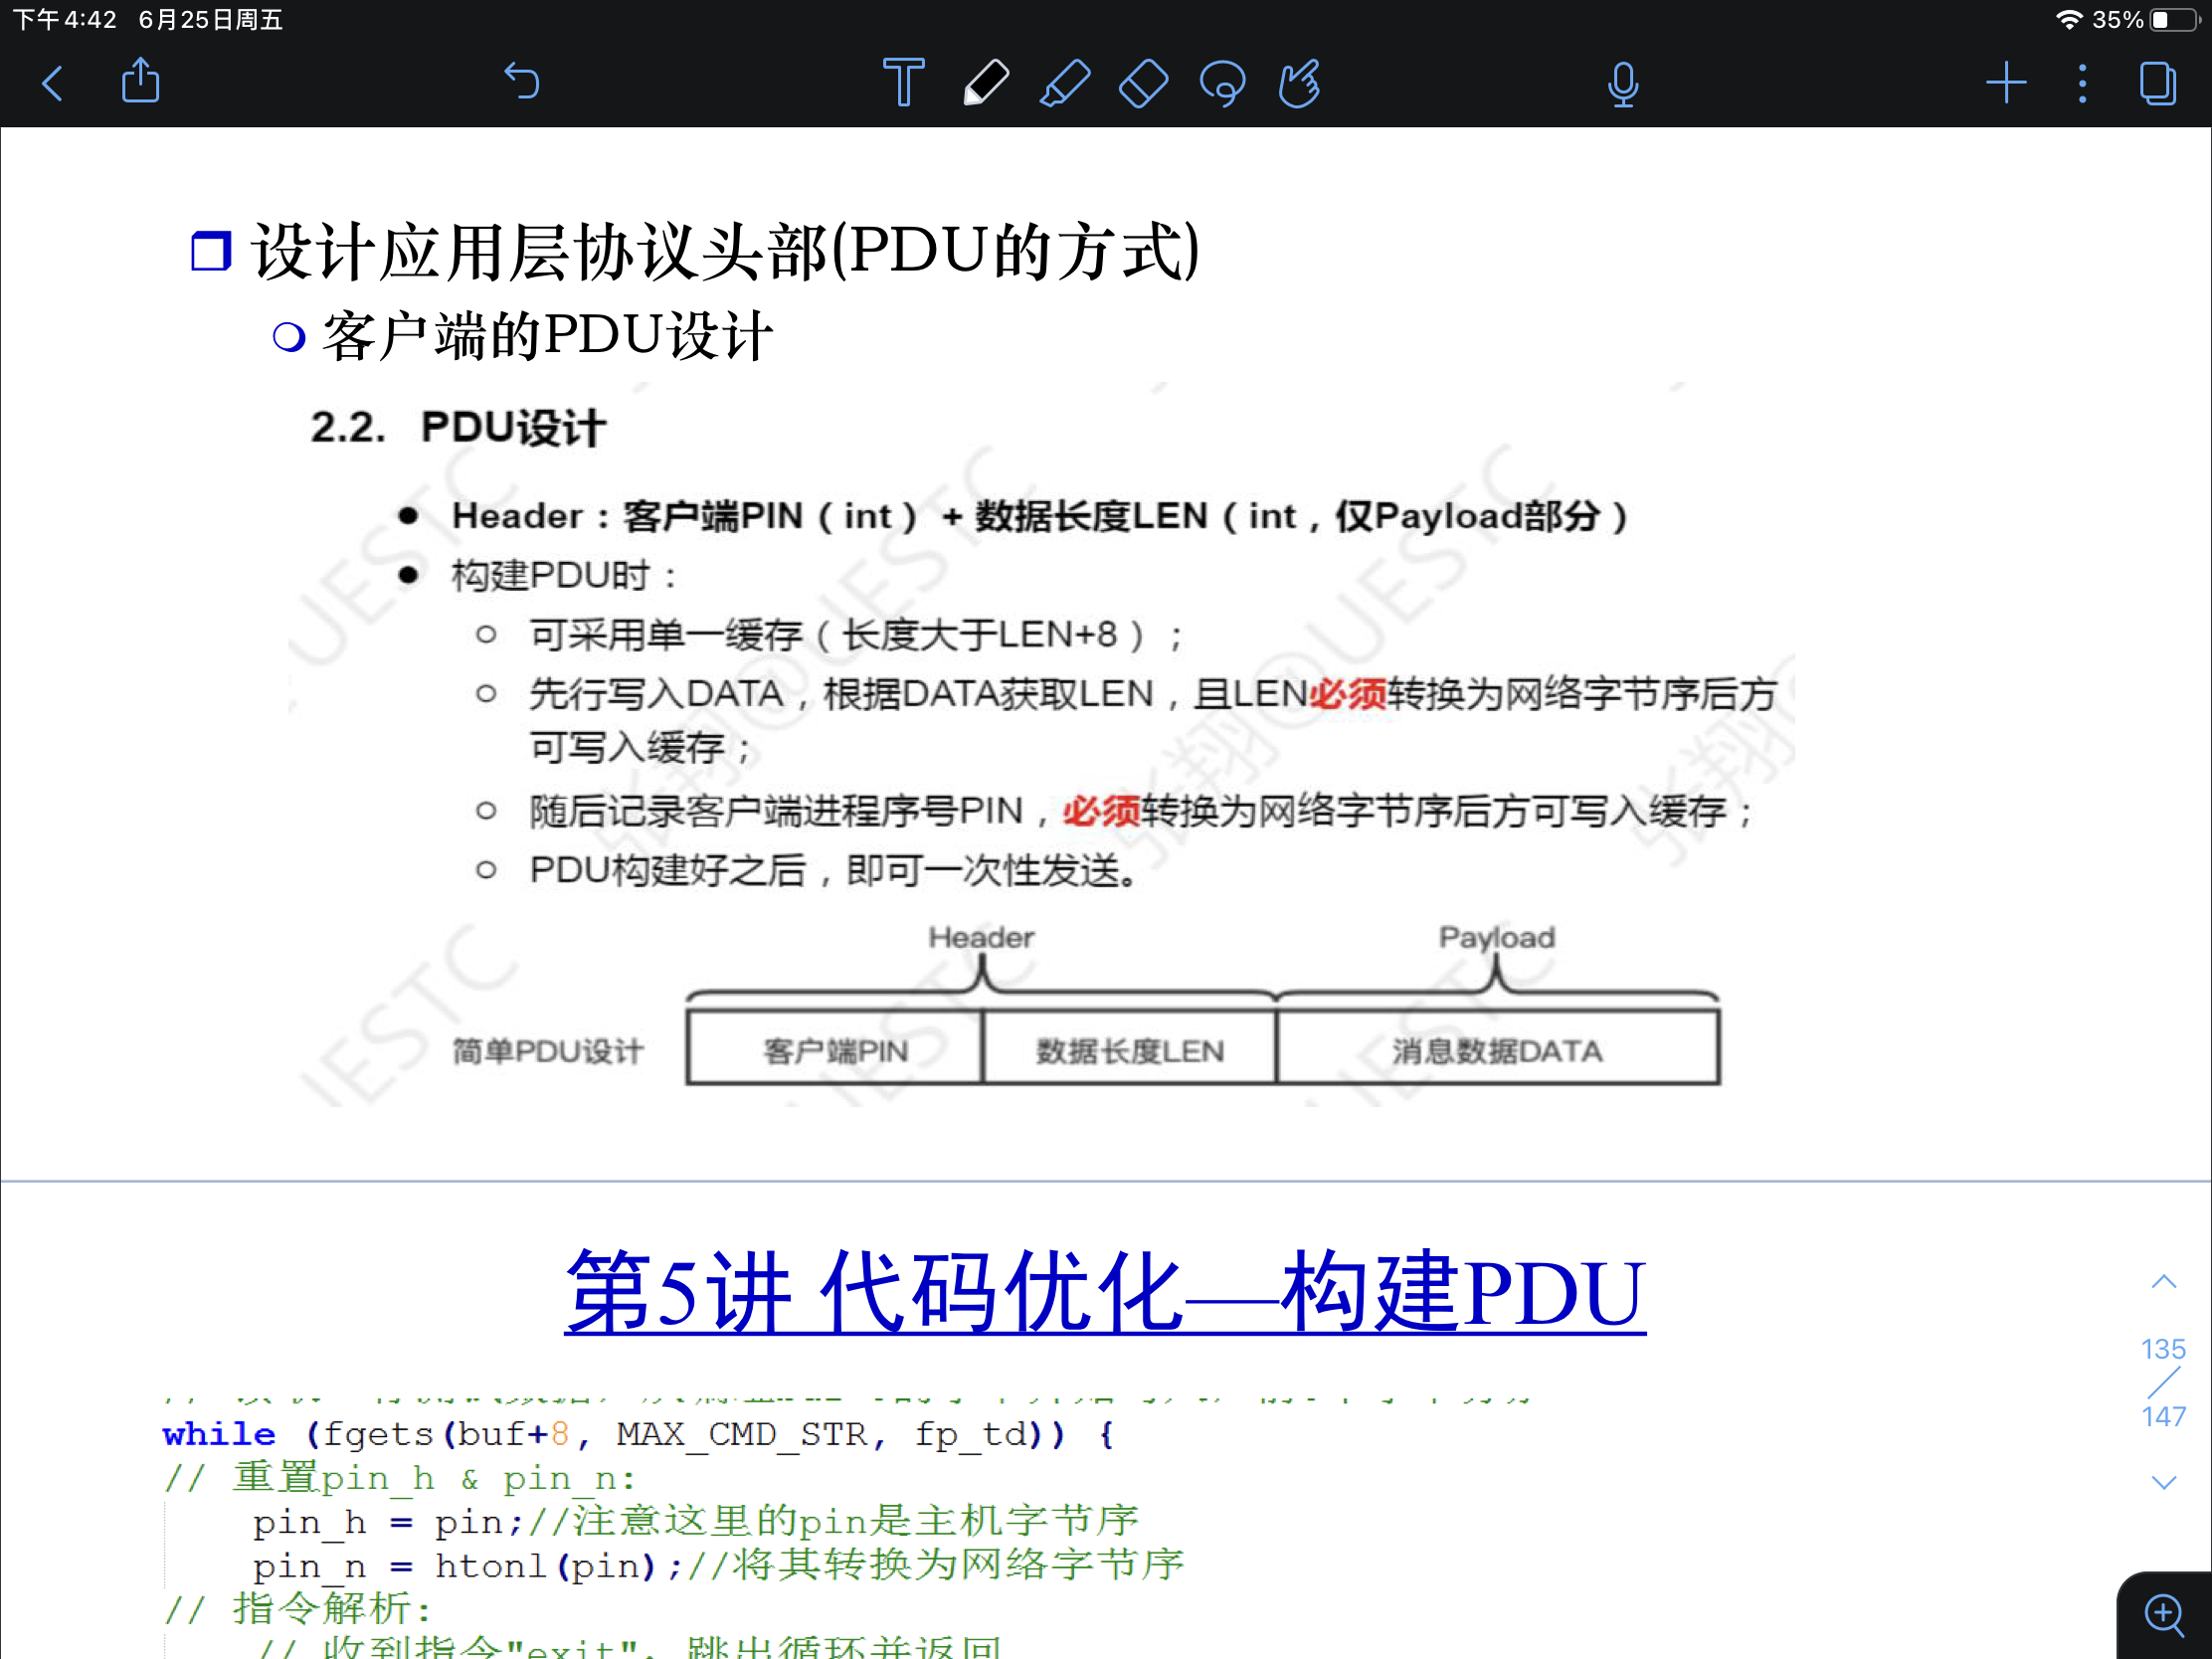 下午4:42 6月25日周五
35%
设计应用层协议头部(PDU的方式)
客户端的PDU设计
2.2. PDU设计
Header：客户端PIN（int）+ 数据长度LEN（int，仅Payload部分）
构建PDU时：
可采用单一缓存（长度大于LEN+8）；
先行写入DATA，根据DATA获取LEN，且LEN必须转换为网络字节序后方
可写入缓存；
随后记录客户端进程序号PIN，必须转换为网络字节序后方可写入缓存；
PDU构建好之后，即可一次性发送。
Header Payload
简单PDU设计 客户端PIN 数据长度LEN 消息数据DATA
张翔@UESTC
第5讲 代码优化—构建PDU
135
147
while (fgets(buf+8, MAX_CMD_STR, fp_td)) {
// 重置pin_h & pin_n:
pin_h = pin;//注意这里的pin是主机字节序
pin_n = htonl(pin);//将其转换为网络字节序
// 指令解析:
// 收到指令"exit"，跳出循环并返回